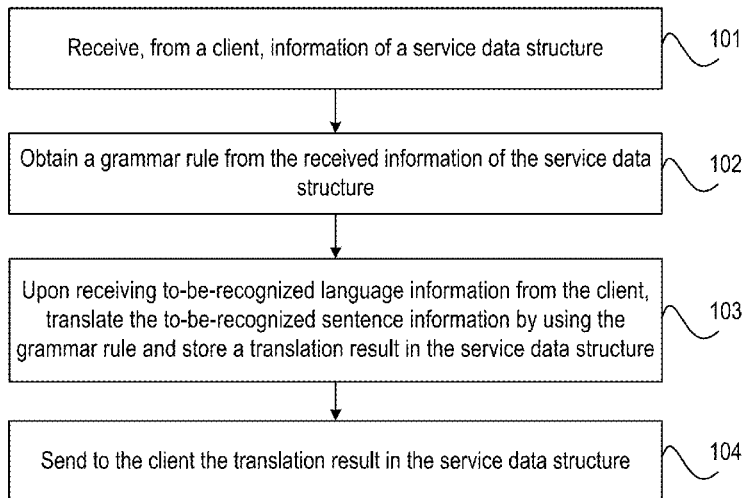 Receive, from a client, information of a service data structure
101
Obtain a grammar rule from the received information of the service data
structure
102
Upon receiving to-be-recognized language information from the client,
translate the to-be-recognized sentence information by using the
grammar rule and store a translation result in the service data structure
103
Send to the client the translation result in the service data structure
104